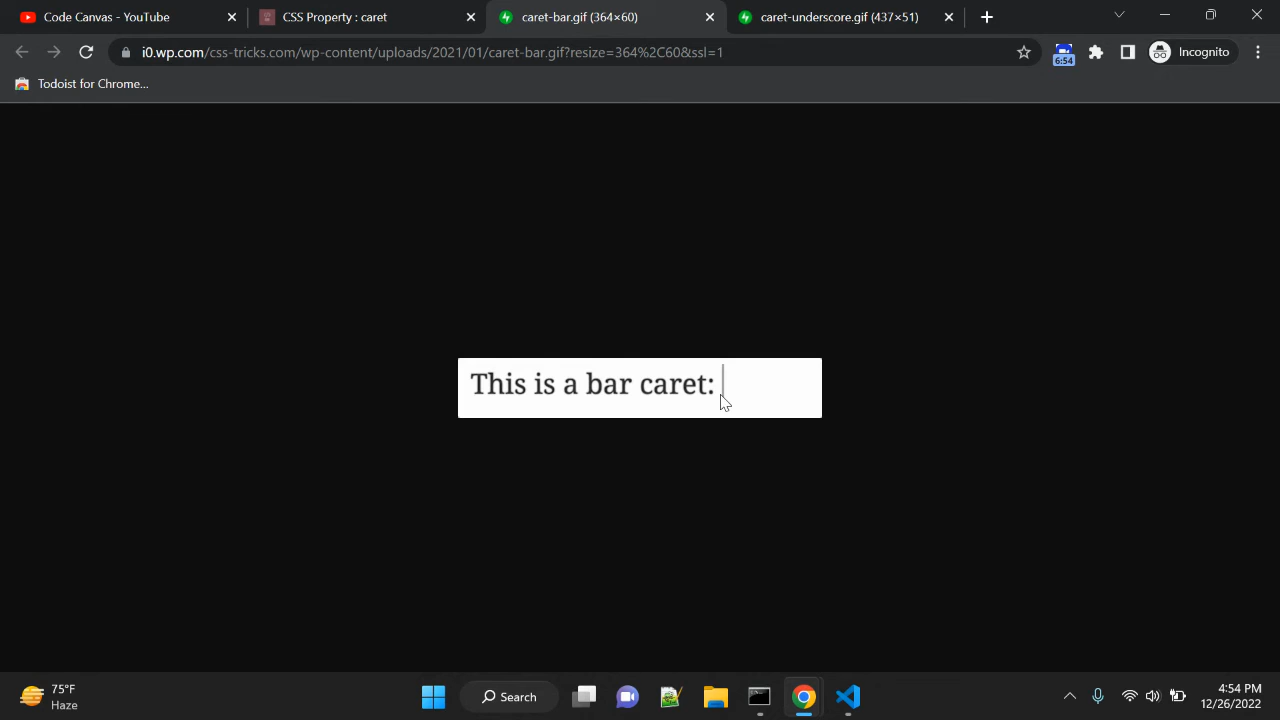 Code Canvas - YouTube
CSS Property : caret
caret-bar.gif (364×60)
caret-underscore.gif (437×51)
i0.wp.com/css-tricks.com/wp-content/uploads/2021/01/caret-bar.gif?resize=364%2C60&ssl=1
6:54
Incognito
Todoist for Chrome...
This is a bar caret:
75°F
Haze
Search
4:54 PM
12/26/2022